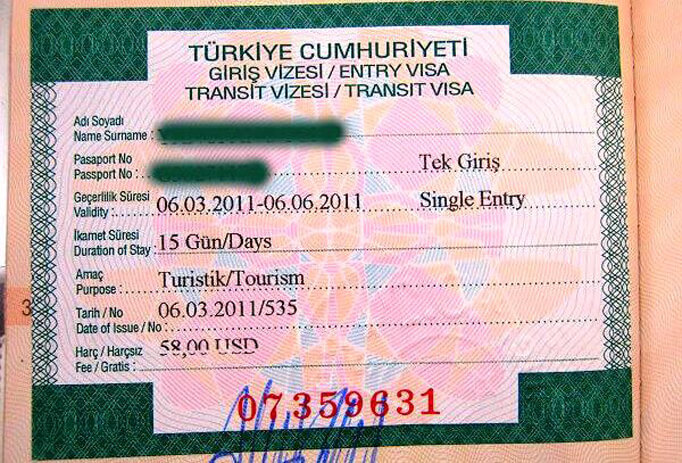 TÜRKİYE CUMHURİYETİ
GİRİŞ VİZESİ / ENTRY VISA
TRANSİT VİZESİ / TRANSIT VISA
Adı Soyadı
Name Surname :
Pasaport No
Passport No :
Tek Giriş
Geçerlilik Süresi
Validity : 06.03.2011-06.06.2011 Single Entry
İkamet Süresi
Duration of Stay : 15 Gün/Days
Amaç
Purpose : Turistik/Tourism
Tarih / No 06.03.2011/535
Date of Issue / No :
Harç / Harçsız 58,00 USD
Fee / Gratis :
07359631
3